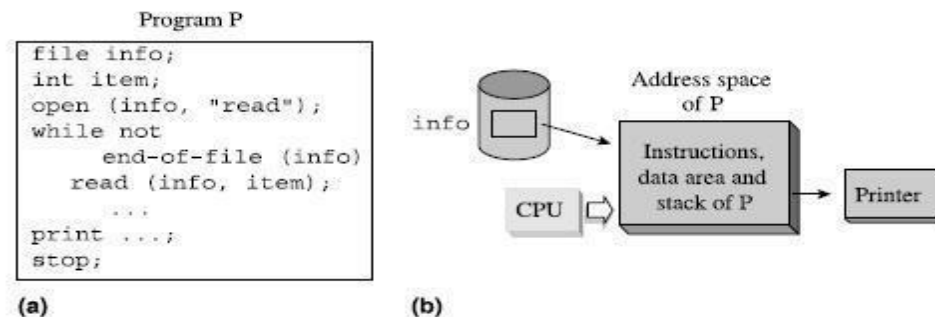 Program P
file info;
int item;
open (info, "read");
while not
end-of-file (info)
read (info, item);
...
print ...;
stop;
(a)
info
Address space
of P
Instructions,
data area and
stack of P
CPU
Printer
(b)